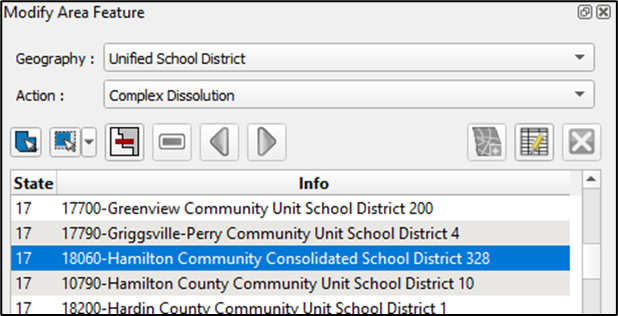 Modify Area Feature
Geography : Unified School District
Action : Complex Dissolution
State Info
17 17700-Greenview Community Unit School District 200
17 17790-Griggsville-Perry Community Unit School District 4
17 18060-Hamilton Community Consolidated School District 328
17 10790-Hamilton County Community Unit School District 10
17 18200-Hardin County Community Unit School District 1